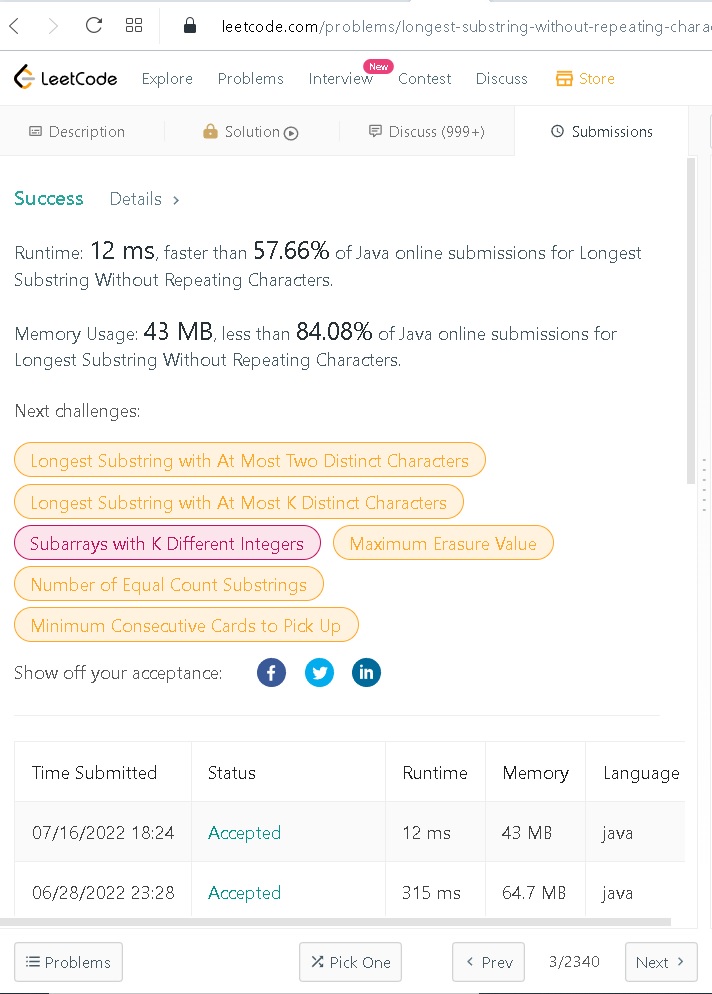 leetcode.com/problems/longest-substring-without-repeating-chara
LeetCode Explore Problems Interview New Contest Discuss Store
Description Solution Discuss (999+) Submissions
Success Details >
Runtime: 12 ms, faster than 57.66% of Java online submissions for Longest
Substring Without Repeating Characters.
Memory Usage: 43 MB, less than 84.08% of Java online submissions for
Longest Substring Without Repeating Characters.
Next challenges:
Longest Substring with At Most Two Distinct Characters
Longest Substring with At Most K Distinct Characters
Subarrays with K Different Integers Maximum Erasure Value
Number of Equal Count Substrings
Minimum Consecutive Cards to Pick Up
Show off your acceptance: f in
Time Submitted Status Runtime Memory Language
07/16/2022 18:24 Accepted 12 ms 43 MB java
06/28/2022 23:28 Accepted 315 ms 64.7 MB java
Problems Pick One < Prev 3/2340 Next >